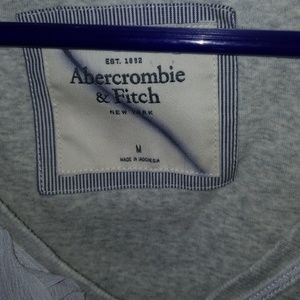 EST. 1892
Abercrombie
& Fitch
NEW YORK
M
MADE IN INDONESIA